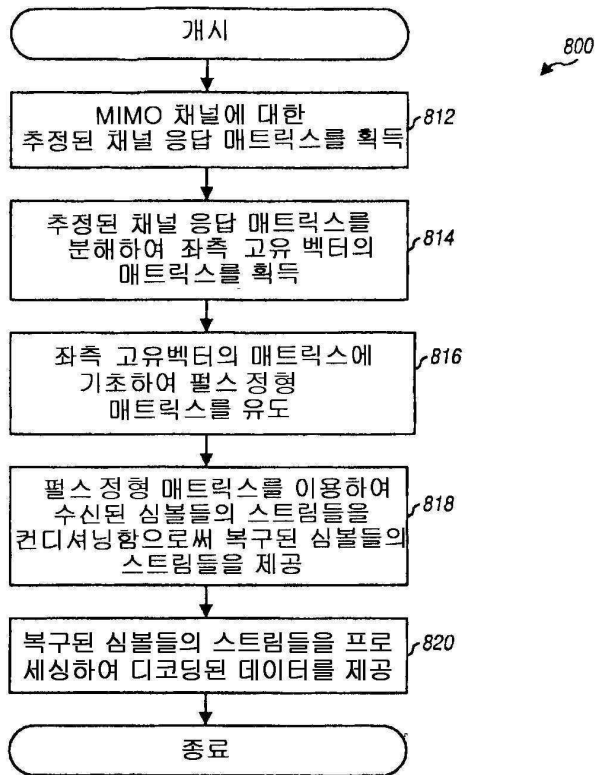 개시
800
MIMO 채널에 대한
추정된 채널 응답 매트릭스를 획득
812
추정된 채널 응답 매트릭스를
분해하여 좌측 고유 벡터의
매트릭스를 획득
814
좌측 고유벡터의 매트릭스에
기초하여 펄스 정형
매트릭스를 유도
816
펄스 정형 매트릭스를 이용하여
수신된 심볼들의 스트림들을
컨디셔닝함으로써 복구된 심볼들의
스트림들을 제공
818
복구된 심볼들의 스트림들을 프로
세싱하여 디코딩된 데이터를 제공
820
종료